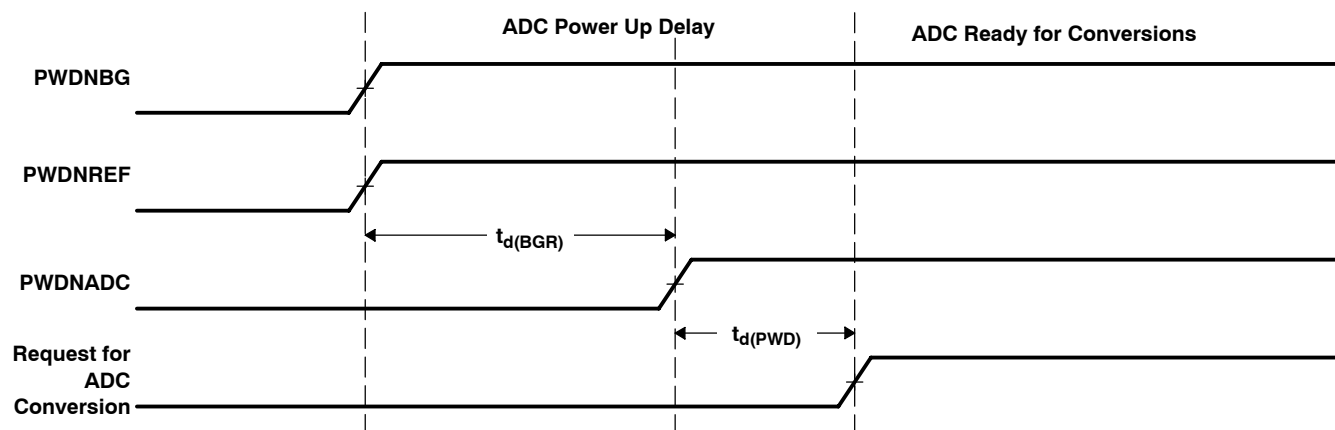 ADC Power Up Delay
ADC Ready for Conversions
PWDNBG
PWDNREF
td(BGR)
PWDNADC
td(PWD)
Request for
ADC
Conversion